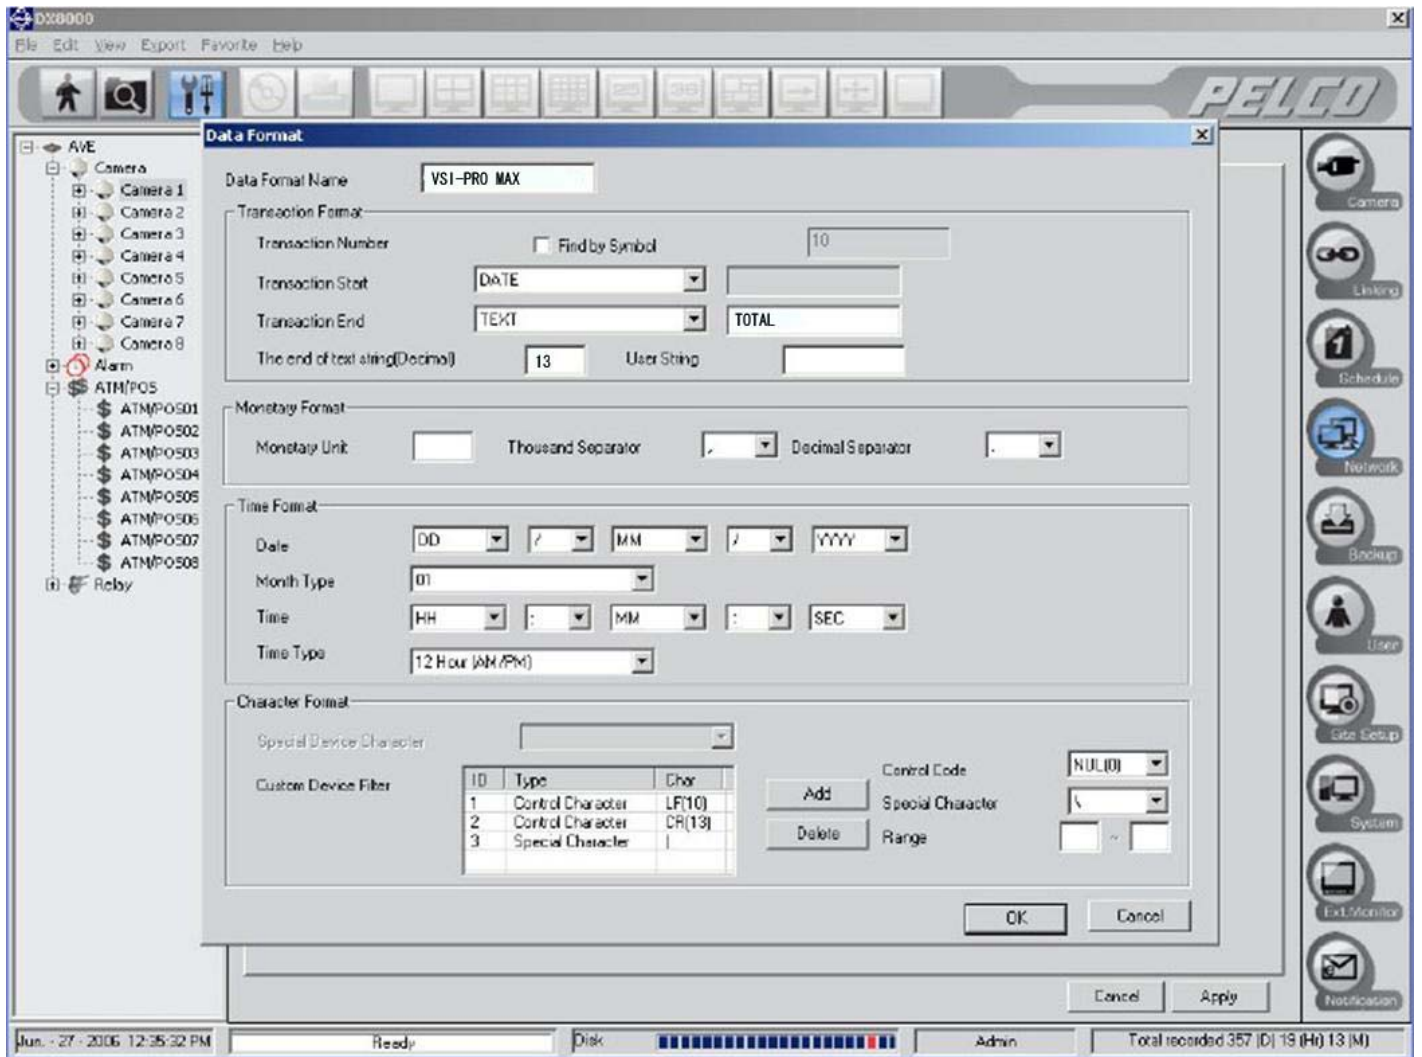 DX8000
File Edit View Export Favorite Help
25 36
PELCO
AVE
Camera
Camera 1
Camera 2
Camera 3
Camera 4
Camera 5
Camera 6
Camera 7
Camera 8
Alarm
ATM/POS
$ ATM/POS01
$ ATM/POS02
$ ATM/POS03
$ ATM/POS04
$ ATM/POS05
$ ATM/POS06
$ ATM/POS07
$ ATM/POS08
Relay
Data Format
Data Format Name VSI-PRO MAX
Transaction Format
Transaction Number Find by Symbol 10
Transaction Start DATE
Transaction End TEXT TOTAL
The end of text string(Decimal) 13 User String
Monetary Format
Monetary Unit Thousand Separator , Decimal Separator .
Time Format
Date DD / MM / YYYY
Month Type 01
Time HH : MM : SEC
Time Type 12 Hour (AM/PM)
Character Format
Special Device Character
Custom Device Filter
ID Type Char
1 Control Character LF(10)
2 Control Character CR(13)
3 Special Character |
Add
Delete
Control Code NUL(0)
Special Character \
Range ~
OK Cancel
Cancel Apply
Camera
Linking
1
Schedule
Network
Backup
User
Site Setup
System
Ext.Monitor
Notification
Jun. - 27 - 2006 12:35:32 PM Ready Disk Admin Total recorded 357 (D) 19 (Hr) 13 (M)